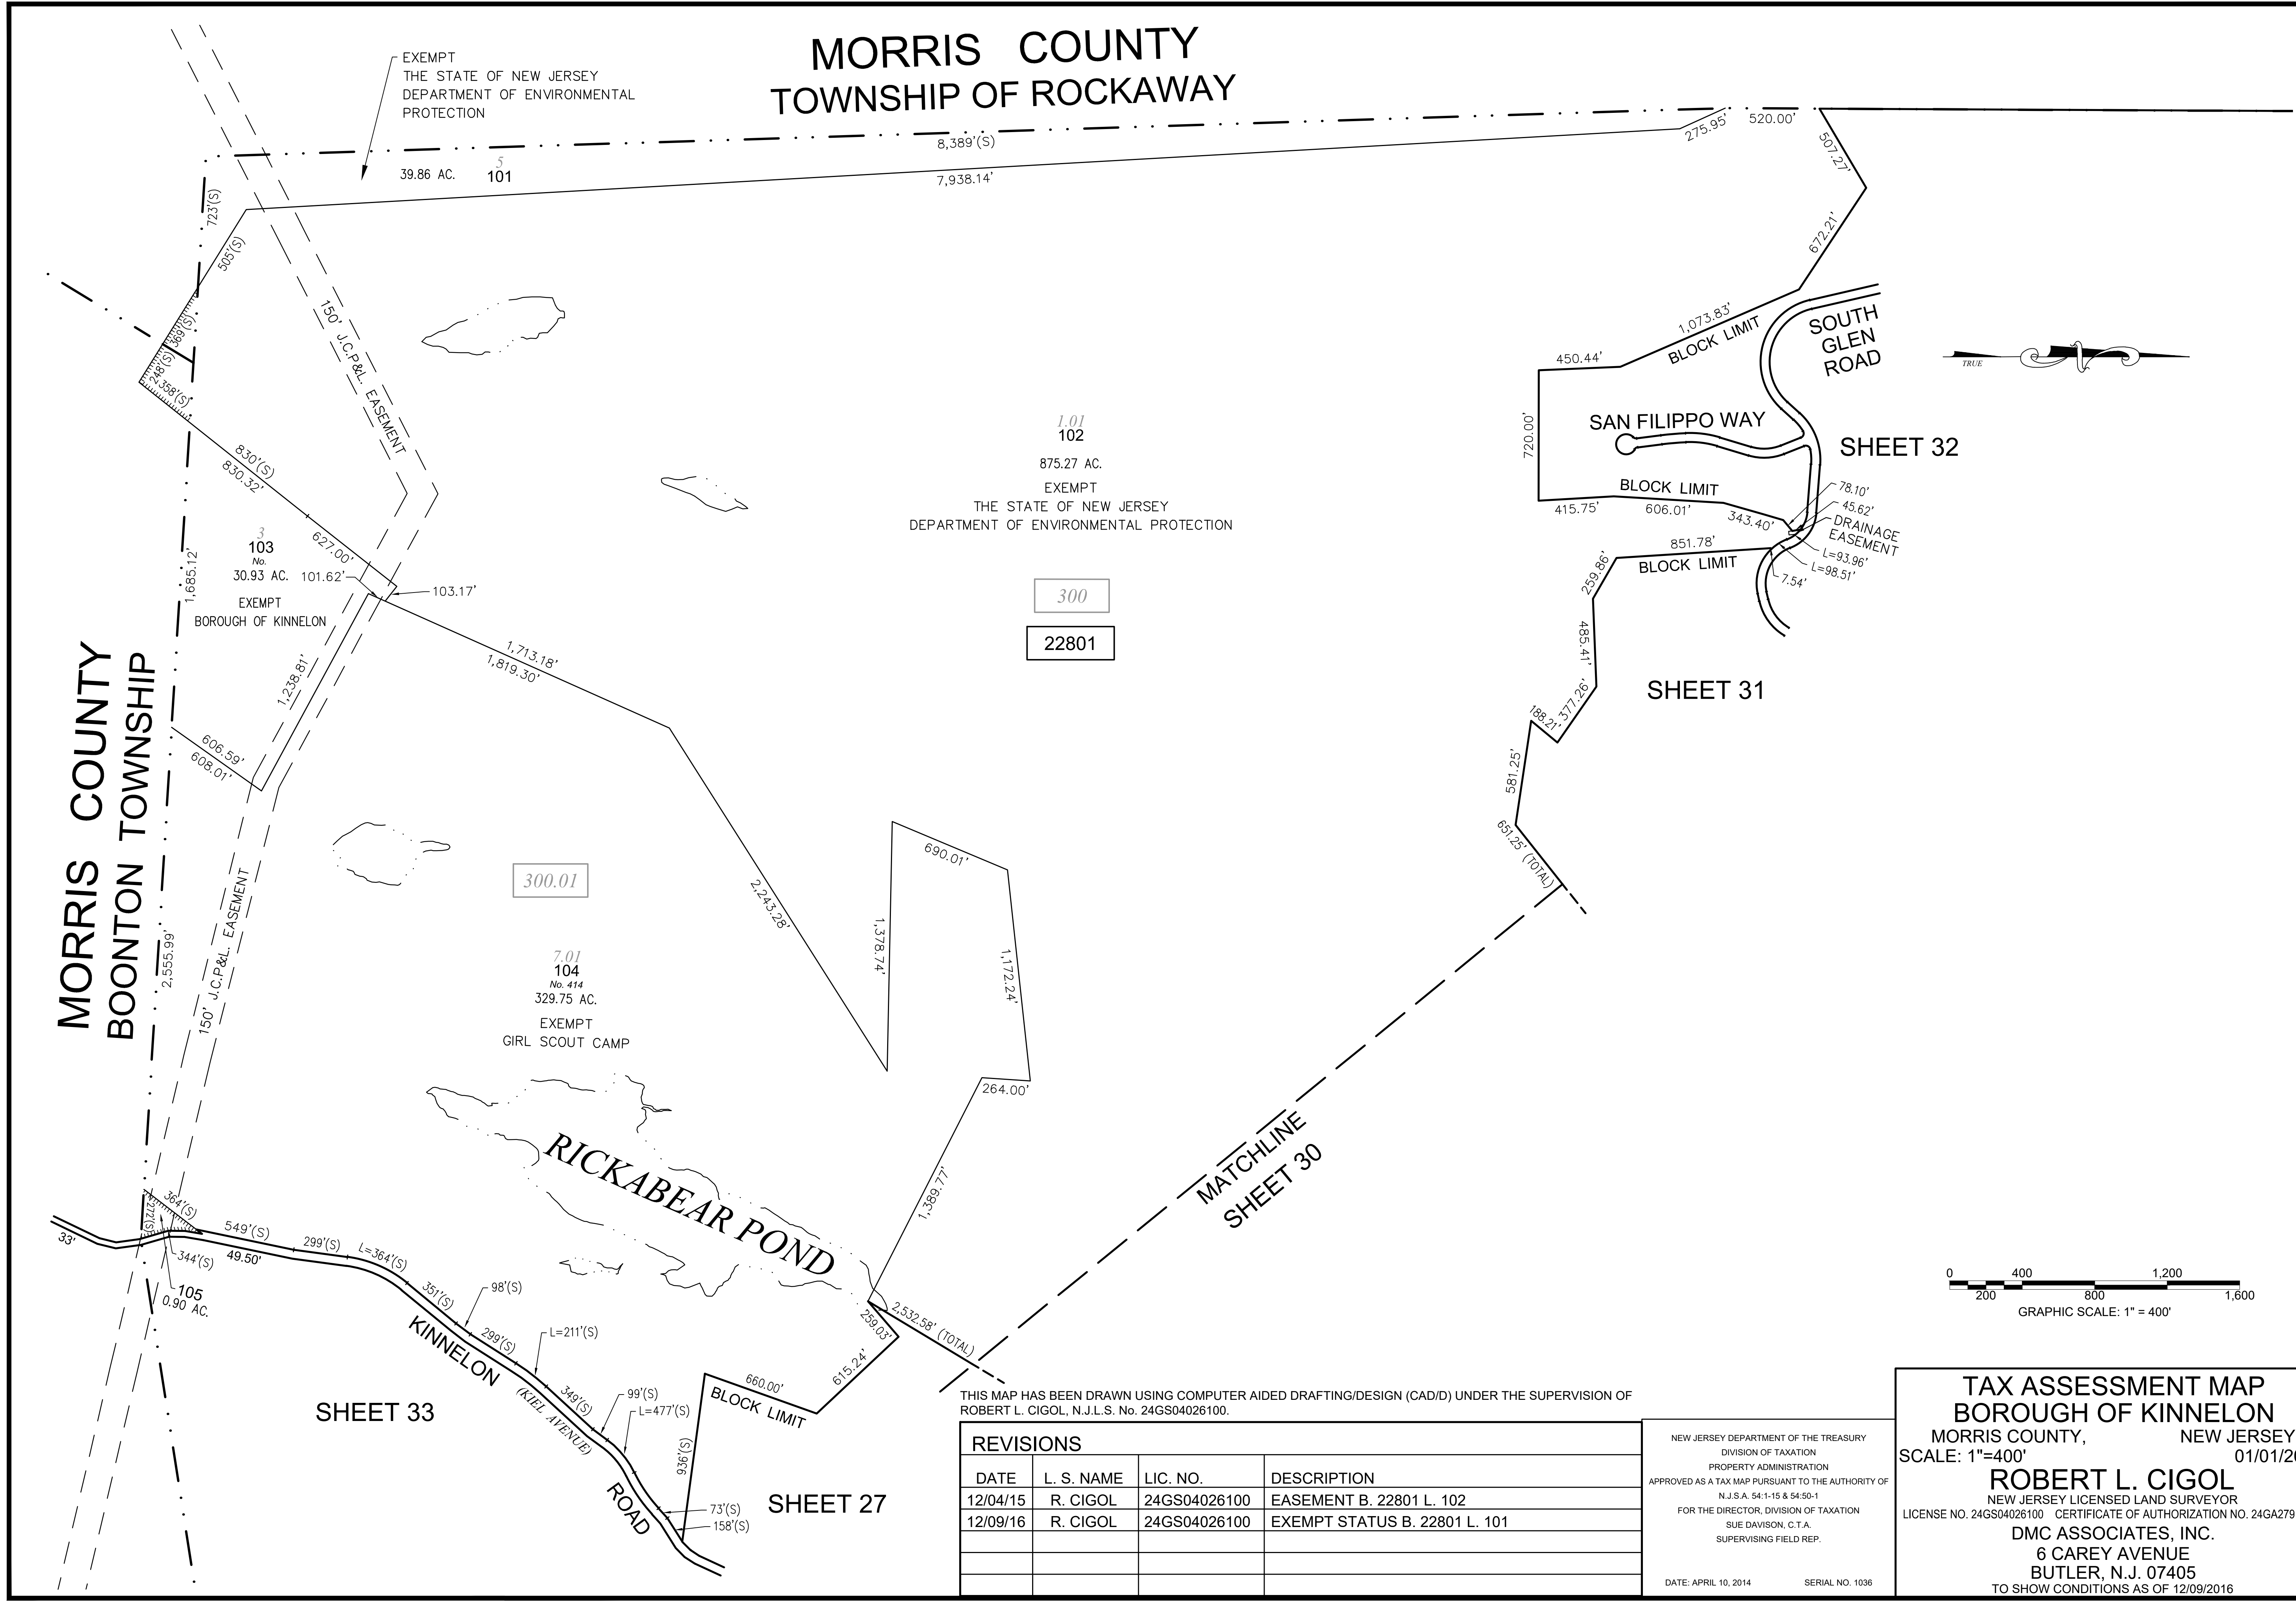 MORRIS COUNTY
TOWNSHIP OF ROCKAWAY
EXEMPT
THE STATE OF NEW JERSEY
DEPARTMENT OF ENVIRONMENTAL
PROTECTION
8,389'(S)
275.95'
520.00'
507.27'
5
39.86 AC.
101
7,938.14'
723'(S)
505'(S)
672.21'
369'(S)
248'(S)
358'(S)
150' J.C.P&L. EASEMENT
1,073.83'
BLOCK LIMIT
SOUTH
GLEN
ROAD
TRUE
450.44'
720.00'
SAN FILIPPO WAY
SHEET 32
1.01
102
875.27 AC.
EXEMPT
THE STATE OF NEW JERSEY
DEPARTMENT OF ENVIRONMENTAL PROTECTION
300
22801
830'(S)
830.32'
627.00'
BLOCK LIMIT
415.75'
606.01'
343.40'
78.10'
45.62'
DRAINAGE
EASEMENT
L=93.96'
L=98.51'
7.54'
851.78'
BLOCK LIMIT
259.86'
485.41'
377.26'
188.21'
581.25'
651.25' (TOTAL)
SHEET 31
3
103
No.
30.93 AC.
101.62'
103.17'
EXEMPT
BOROUGH OF KINNELON
1,685.12'
1,238.81'
1,713.18'
1,819.30'
606.59'
608.01'
MORRIS COUNTY
BOONTON TOWNSHIP
2,555.99'
150' J.C.P&L. EASEMENT
300.01
7.01
104
No. 414
329.75 AC.
EXEMPT
GIRL SCOUT CAMP
2,243.28'
1,378.74'
690.01'
1,172.24'
264.00'
1,389.77'
MATCHLINE
SHEET 30
RICKABEAR POND
364'(S)
272'(S)
33'
344'(S)
549'(S)
49.50'
299'(S)
L=364'(S)
351'(S)
98'(S)
105
0.90 AC.
299'(S)
L=211'(S)
349'(S)
99'(S)
L=477'(S)
KINNELON
(KIEL AVENUE)
ROAD
73'(S)
158'(S)
936'(S)
660.00'
BLOCK LIMIT
615.24'
259.03'
2,532.58' (TOTAL)
SHEET 33
SHEET 27
0 400 1,200
200 800 1,600
GRAPHIC SCALE: 1" = 400'
THIS MAP HAS BEEN DRAWN USING COMPUTER AIDED DRAFTING/DESIGN (CAD/D) UNDER THE SUPERVISION OF
ROBERT L. CIGOL, N.J.L.S. No. 24GS04026100.
REVISIONS
DATE L. S. NAME LIC. NO. DESCRIPTION
12/04/15 R. CIGOL 24GS04026100 EASEMENT B. 22801 L. 102
12/09/16 R. CIGOL 24GS04026100 EXEMPT STATUS B. 22801 L. 101
NEW JERSEY DEPARTMENT OF THE TREASURY
DIVISION OF TAXATION
PROPERTY ADMINISTRATION
APPROVED AS A TAX MAP PURSUANT TO THE AUTHORITY OF
N.J.S.A. 54:1-15 & 54:50-1
FOR THE DIRECTOR, DIVISION OF TAXATION
SUE DAVISON, C.T.A.
SUPERVISING FIELD REP.
DATE: APRIL 10, 2014 SERIAL NO. 1036
TAX ASSESSMENT MAP
BOROUGH OF KINNELON
MORRIS COUNTY, NEW JERSEY
SCALE: 1"=400' 01/01/20
ROBERT L. CIGOL
NEW JERSEY LICENSED LAND SURVEYOR
LICENSE NO. 24GS04026100 CERTIFICATE OF AUTHORIZATION NO. 24GA279
DMC ASSOCIATES, INC.
6 CAREY AVENUE
BUTLER, N.J. 07405
TO SHOW CONDITIONS AS OF 12/09/2016